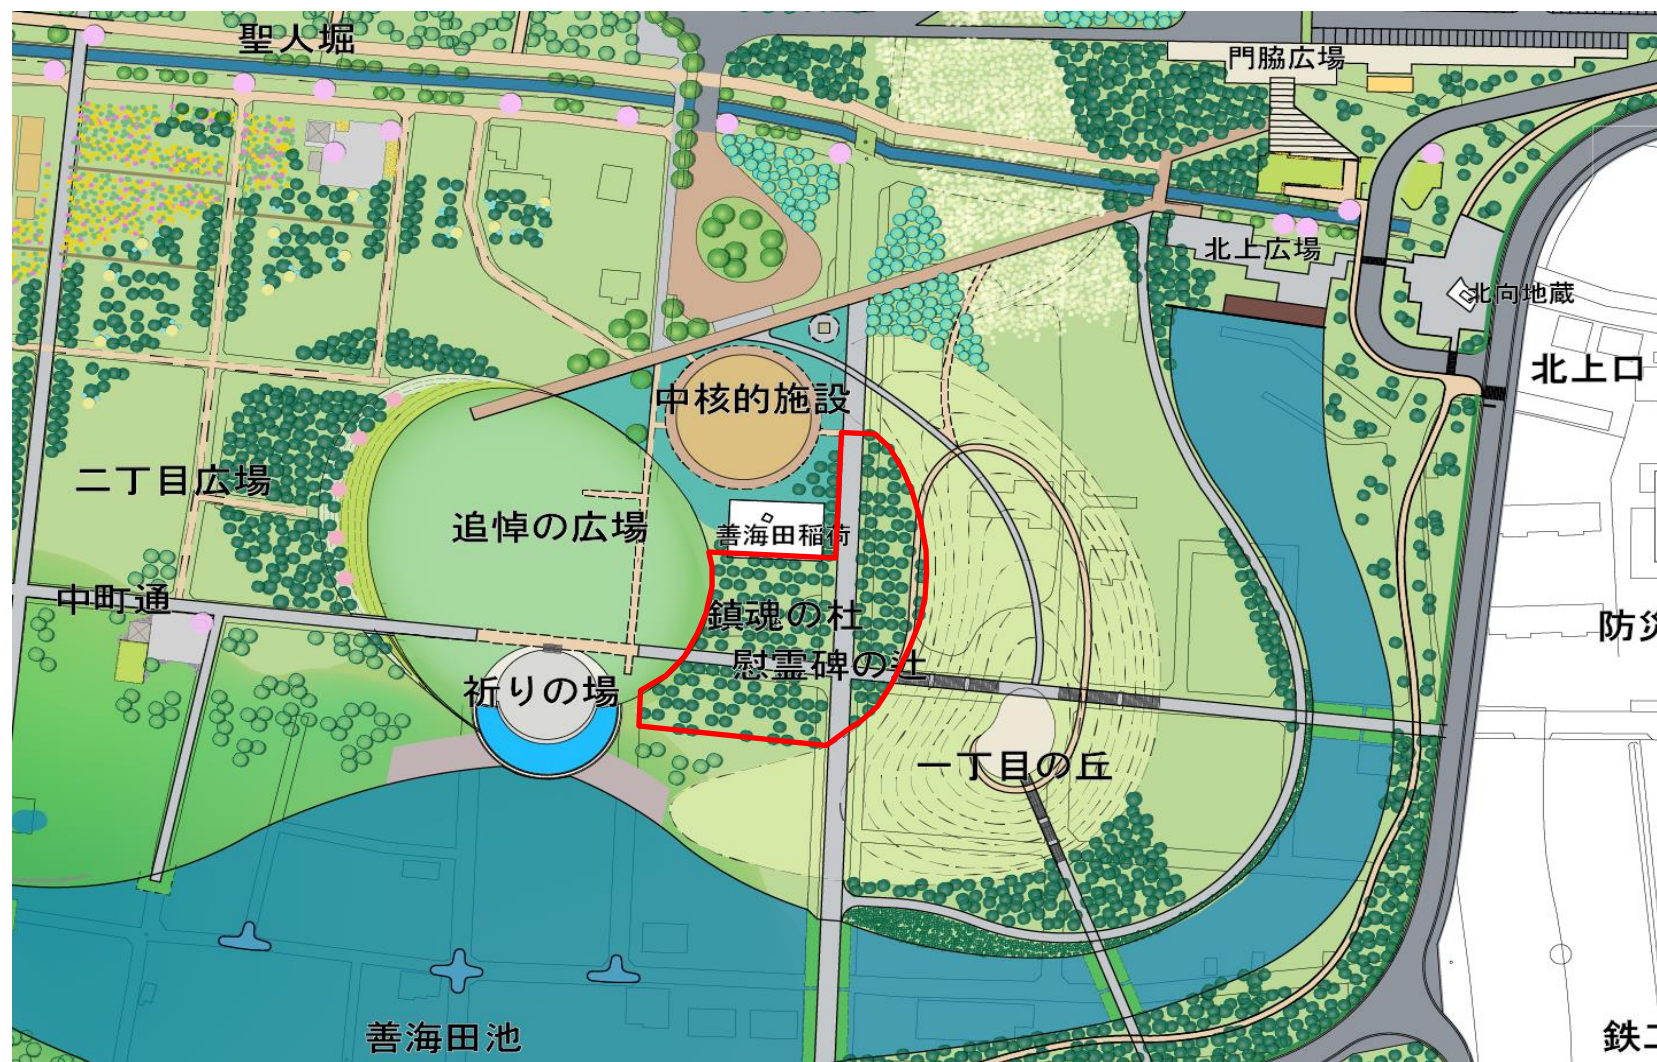 聖人堀
門脇広場
北上広場
北向地蔵
北上口
中核的施設
二丁目広場
追悼の広場
善海田稲荷
中町通
鎮魂の杜
防災
慰霊碑の辻
祈りの場
一丁目の丘
善海田池
鉄工